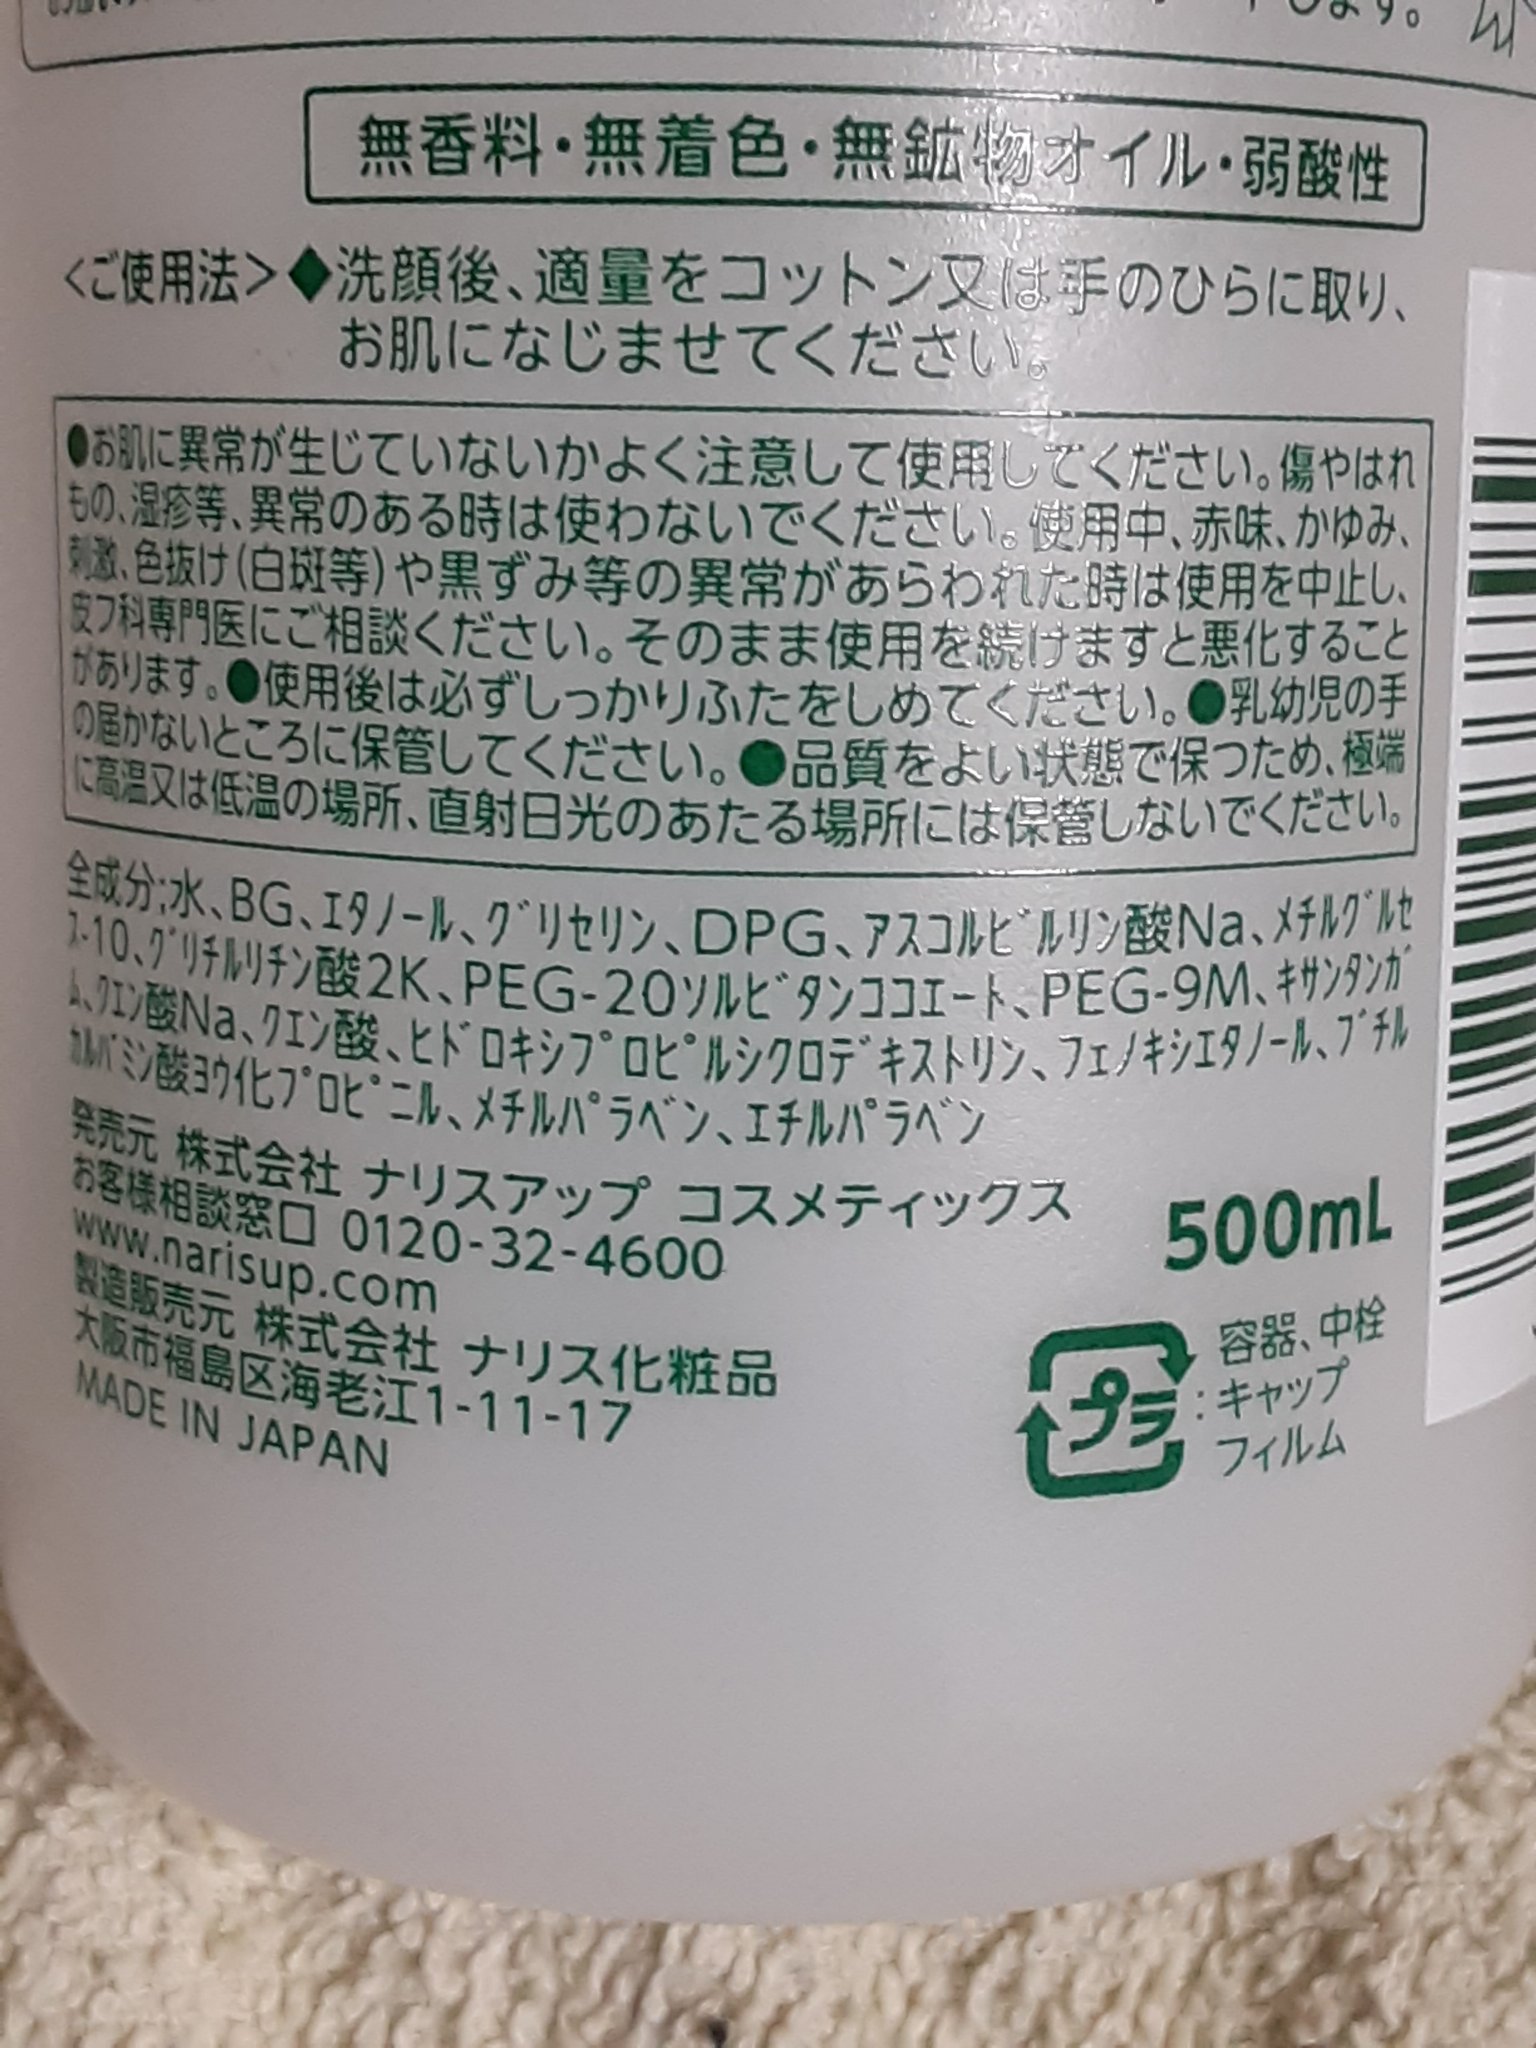 します。
無香料・無着色・無鉱物オイル・弱酸性
<ご使用法>◆洗顔後、適量をコットン又は手のひらに取り、
お肌になじませてください。
●お肌に異常が生じていないかよく注意して使用してください。傷やはれ
もの、湿疹等、異常のある時は使わないでください。使用中、赤味、かゆみ、
刺激、色抜け(白斑等)や黒ずみ等の異常があらわれた時は使用を中止し、
皮フ科専門医にご相談ください。そのまま使用を続けますと悪化すること
があります。●使用後は必ずしっかりふたをしめてください。●乳幼児の手
の届かないところに保管してください。●品質をよい状態で保つため、極端
に高温又は低温の場所、直射日光のあたる場所には保管しないでください。
全成分;水、BG、ｴﾀﾉｰﾙ、ｸﾞﾘｾﾘﾝ、DPG、ｱｽｺﾙﾋﾞﾙﾘﾝ酸Na、ﾒﾁﾙｸﾞﾙｾ
ｽ-10、ｸﾞﾘﾁﾙﾘﾁﾝ酸2K、PEG-20ｿﾙﾋﾞﾀﾝｺｺｴｰﾄ、PEG-9M、ｷｻﾝﾀﾝｶﾞ
ﾑ、ｸｴﾝ酸Na、ｸｴﾝ酸、ﾋﾄﾞﾛｷｼﾌﾟﾛﾋﾟﾙｼｸﾛﾃﾞｷｽﾄﾘﾝ、ﾌｪﾉｷｼｴﾀﾉｰﾙ、ﾌﾞﾁﾙ
ｶﾙﾊﾞﾐﾝ酸ﾖｳ化ﾌﾟﾛﾋﾟﾆﾙ、ﾒﾁﾙﾊﾟﾗﾍﾞﾝ、ｴﾁﾙﾊﾟﾗﾍﾞﾝ
発売元 株式会社 ナリスアップ コスメティックス
お客様相談窓口 0120-32-4600
www.narisup.com
製造販売元 株式会社 ナリス化粧品
大阪市福島区海老江1-11-17
MADE IN JAPAN
500mL
プラ:容器、中栓
キャップ
フィルム